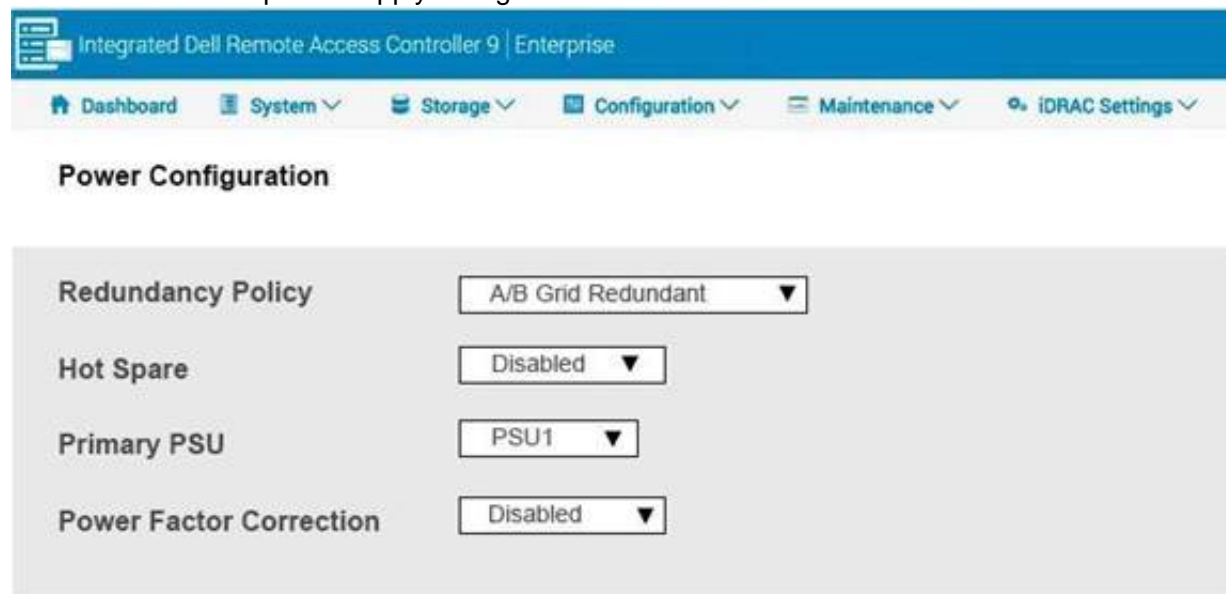 Integrated Dell Remote Access Controller 9 | Enterprise
Dashboard System Storage Configuration Maintenance iDRAC Settings
Power Configuration
Redundancy Policy A/B Grid Redundant
Hot Spare Disabled
Primary PSU PSU1
Power Factor Correction Disabled